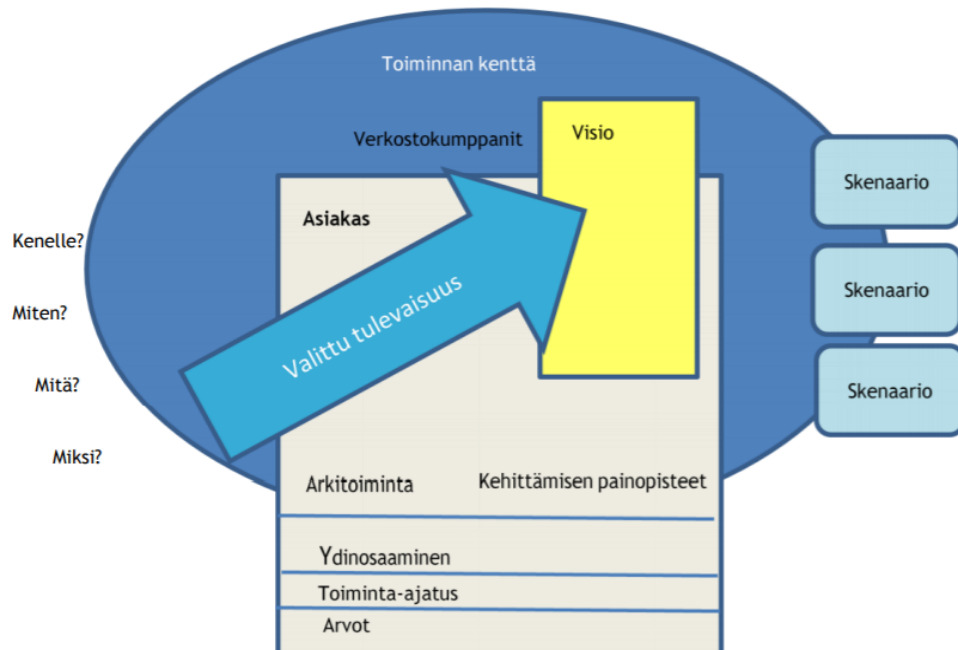 Toiminnan kenttä
Verkostokumppanit
Visio
Skenaario
Asiakas
Kenelle?
Skenaario
Miten?
Valittu tulevaisuus
Mitä?
Skenaario
Miksi?
Arkitoiminta
Kehittämisen painopisteet
Ydinosaaminen
Toiminta-ajatus
Arvot